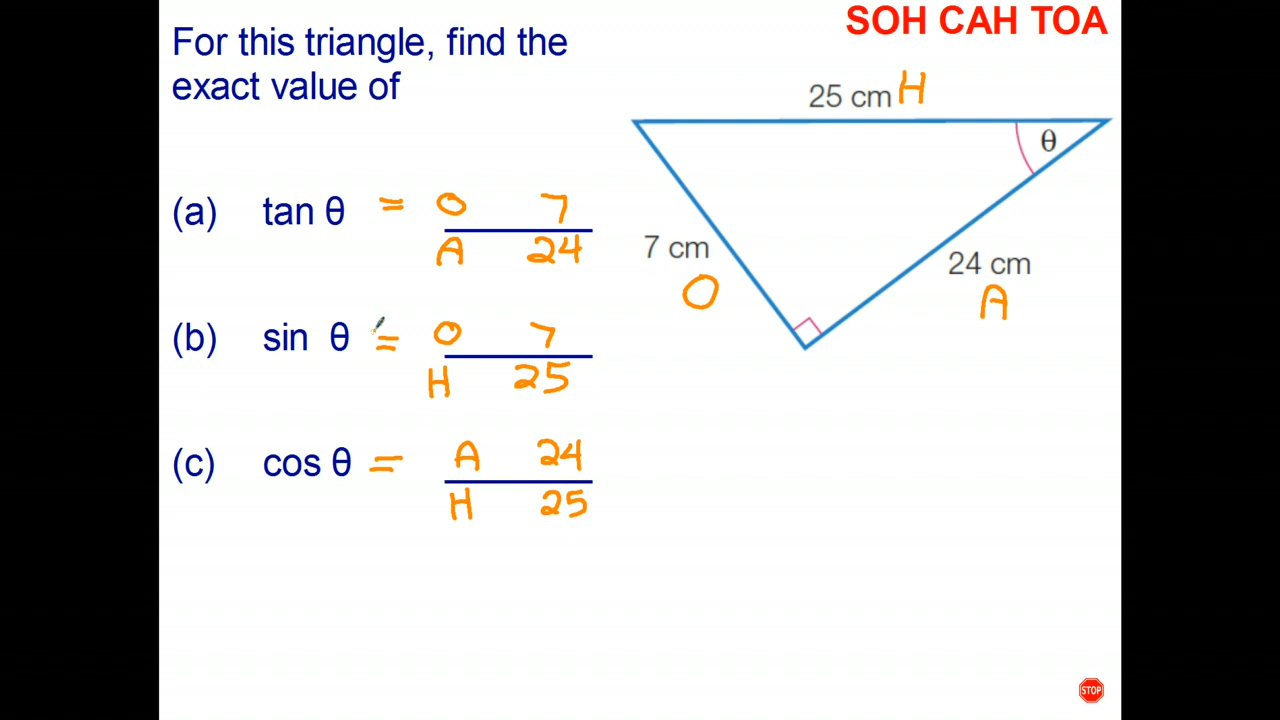 For this triangle, find the
exact value of
SOH CAH TOA
25 cm H
θ
7 cm
O
24 cm
A
(a) tan θ = O 7
A 24
(b) sin θ = O 7
H 25
(c) cos θ = A 24
H 25
STOP